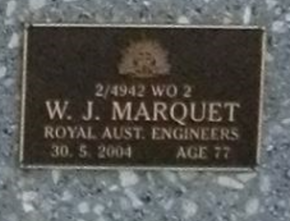 2/4942 WO 2
W. J. MARQUET
ROYAL AUST. ENGINEERS
30. 5. 2004 AGE 77